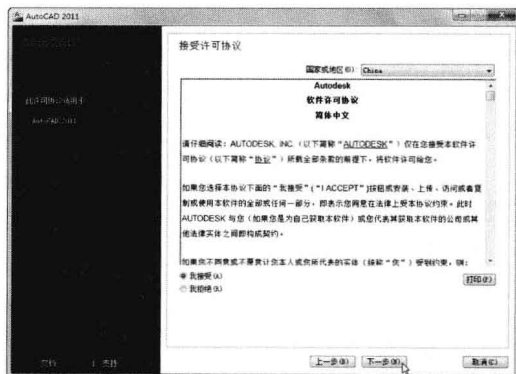 AutoCAD 2011
接受许可协议
国家或地区(O): China
Autodesk
软件许可协议
简体中文
请仔细阅读：AUTODESK, INC.（以下简称“AUTODESK”）仅在您接受本软件许
可协议（以下简称“协议”）所载全部条款的前提下，将软件许可给您。
如果您选择本协议下面的“我接受”(“I ACCEPT”)按钮或安装、上传、访问或者复
制或使用本软件的全部或任何一部分，即表示您同意在法律上受本协议约束。此时
AUTODESK 与您（如果您是为自己获取本软件）或您代表其获取本软件的公司或其
他法律实体之间即构成契约。
如果您不同意或不愿意让您本人或您所代表的实体（统称“您”）受制约束，则：
我接受(A)
打印(P)
我拒绝(R)
文档
支持
上一步(B)
下一步(N)
取消(C)